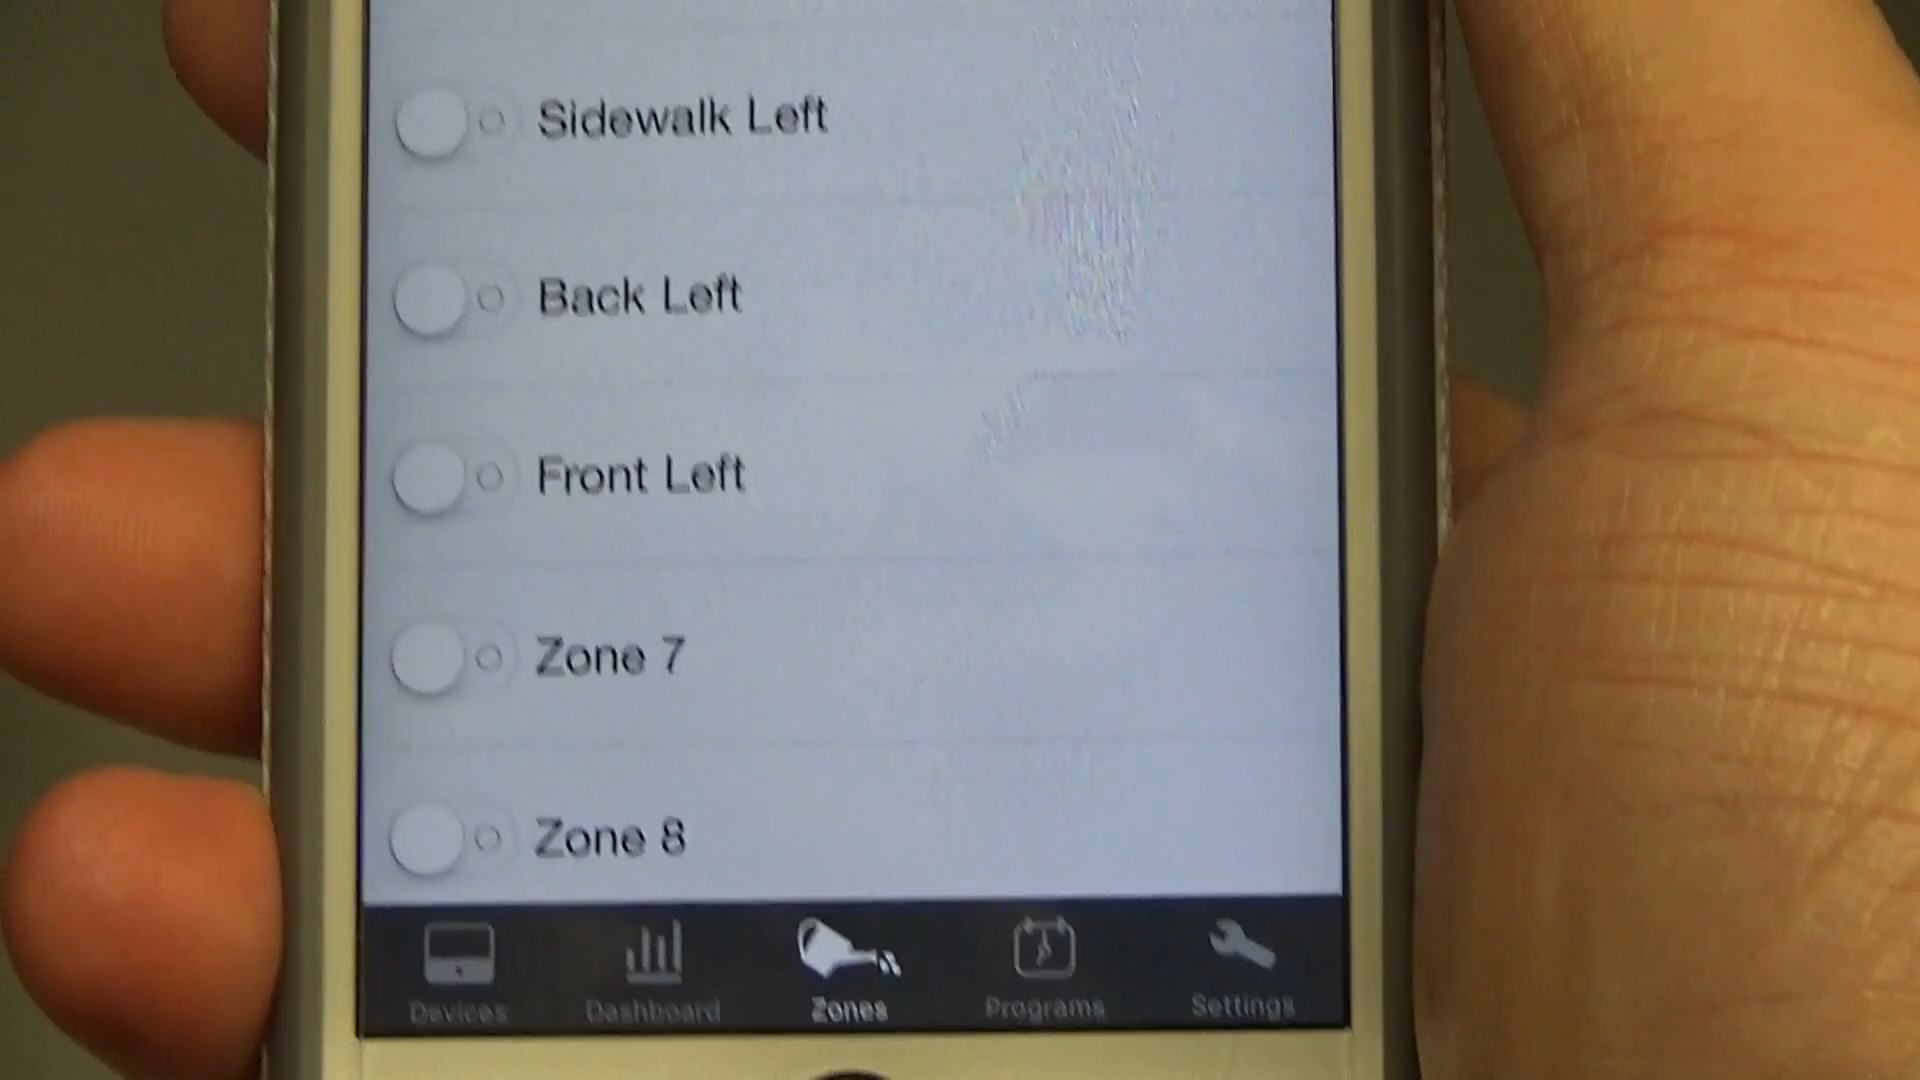 Sidewalk Left
Back Left
Front Left
Zone 7
Zone 8
Devices
Dashboard
Zones
Programs
Settings